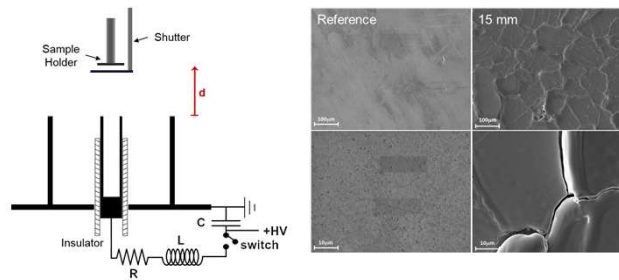 Sample
Holder
Shutter
d
Insulator
R
L
C
+HV
switch
Reference
15 mm
100µm
100µm
10µm
10µm